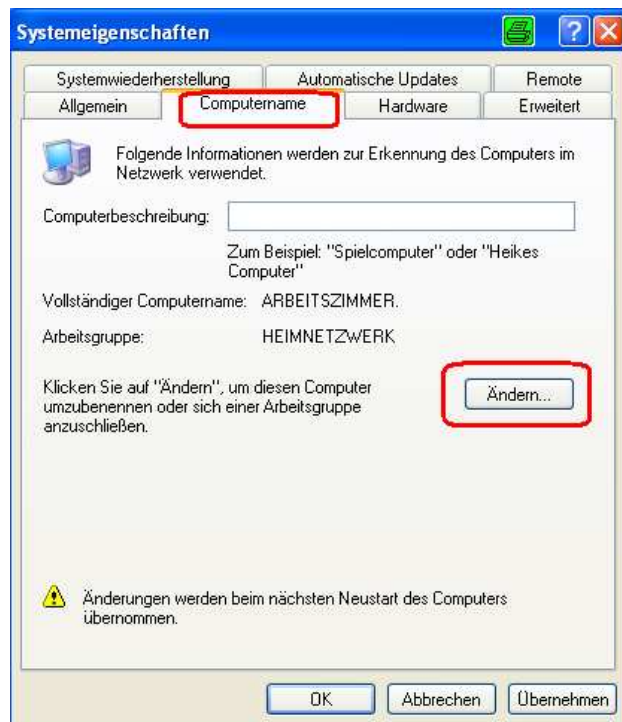 Systemeigenschaften
Systemwiederherstellung Automatische Updates Remote
Allgemein Computername Hardware Erweitert
Folgende Informationen werden zur Erkennung des Computers im
Netzwerk verwendet.
Computerbeschreibung:
Zum Beispiel: "Spielcomputer" oder "Heikes
Computer"
Vollständiger Computername: ARBEITSZIMMER.
Arbeitsgruppe: HEIMNETZWERK
Klicken Sie auf "Ändern", um diesen Computer
umzubenennen oder sich einer Arbeitsgruppe
anzuschließen.
Ändern...
Änderungen werden beim nächsten Neustart des Computers
übernommen.
OK Abbrechen Übernehmen